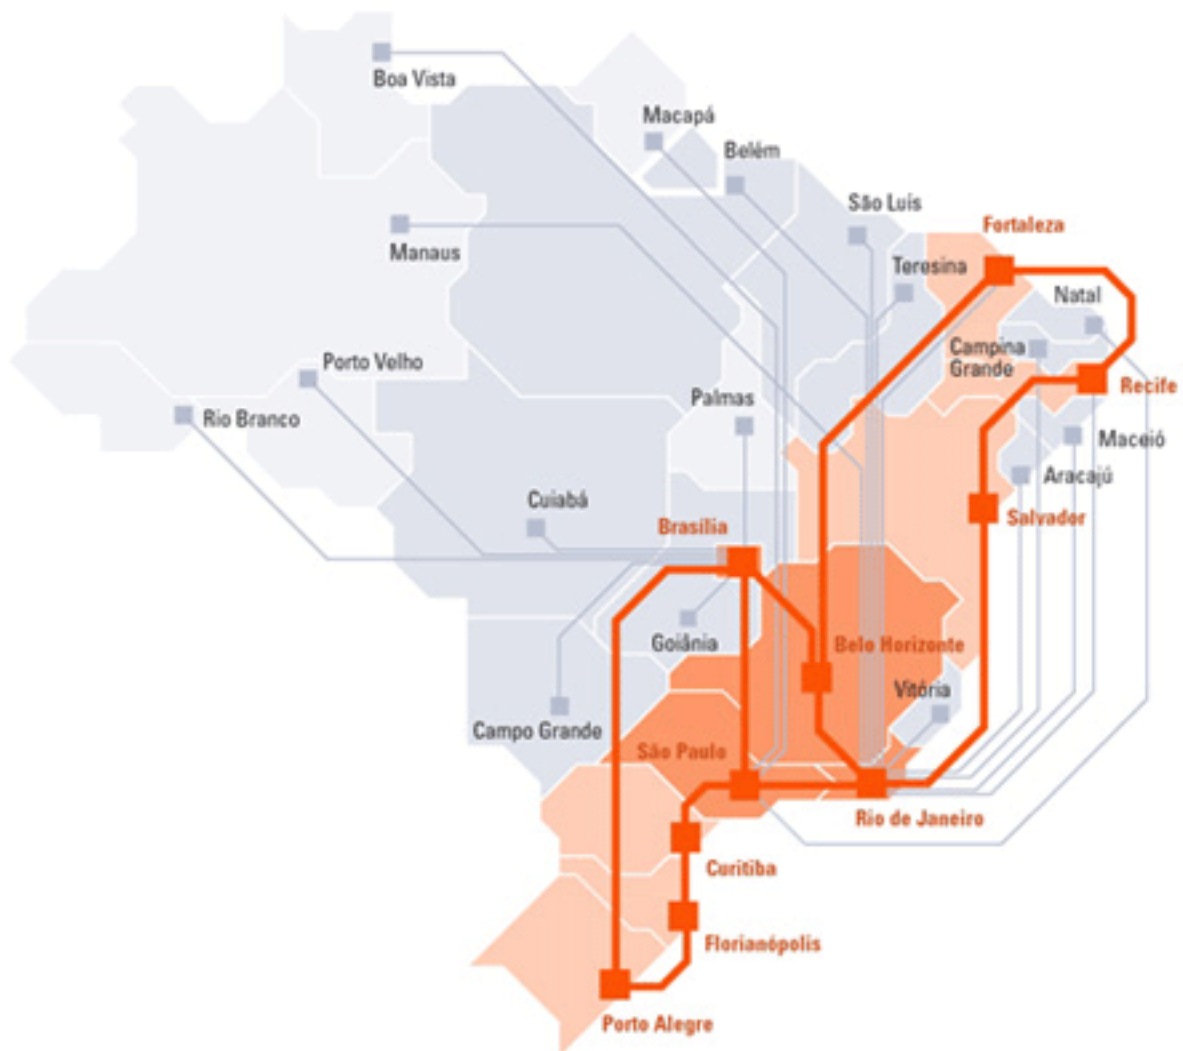 Boa Vista
Macapá
Belém
São Luís
Fortaleza
Manaus
Teresina
Natal
Campina
Grande
Porto Velho
Recife
Palmas
Rio Branco
Maceió
Aracajú
Cuiabá
Salvador
Brasília
Goiânia
Belo Horizonte
Vitória
Campo Grande
São Paulo
Rio de Janeiro
Curitiba
Florianópolis
Porto Alegre